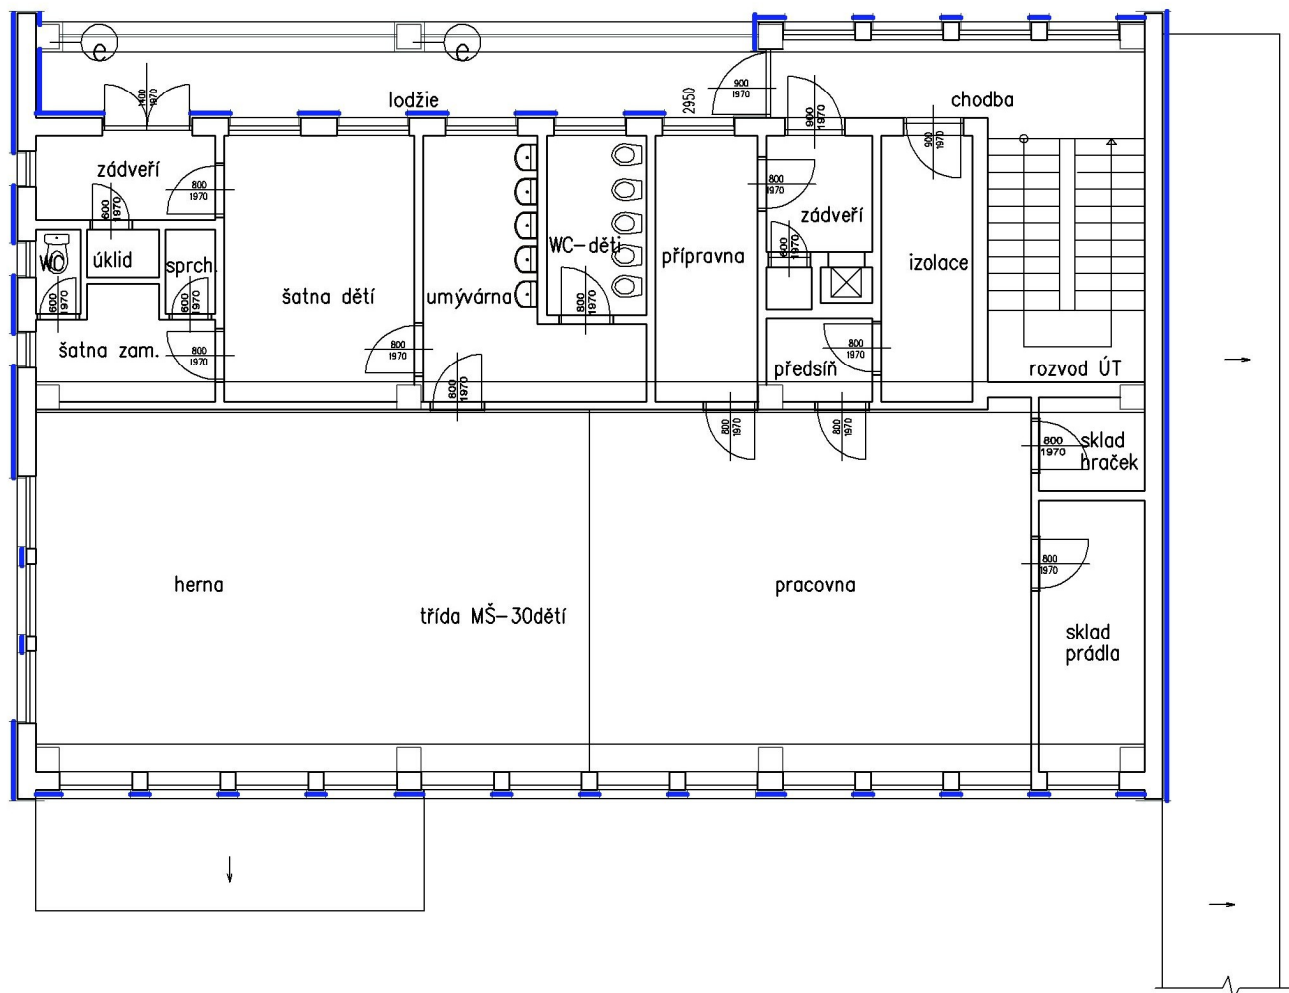 C
C
lodžie
1400
1970
2950
900
1970
chodba
900
1970
900
1970
zádveří
800
1970
600
1970
800
1970
zádveří
600
1970
WC
úklid
sprch.
WC-děti
přípravna
izolace
600
1970
600
1970
šatna dětí
umývárna
800
1970
šatna zam.
800
1970
800
1970
800
1970
předsíň
rozvod ÚT
600
1970
800
1970
800
1970
800
1970
sklad
hraček
herna
třída MŠ-30dětí
pracovna
800
1970
sklad
prádla